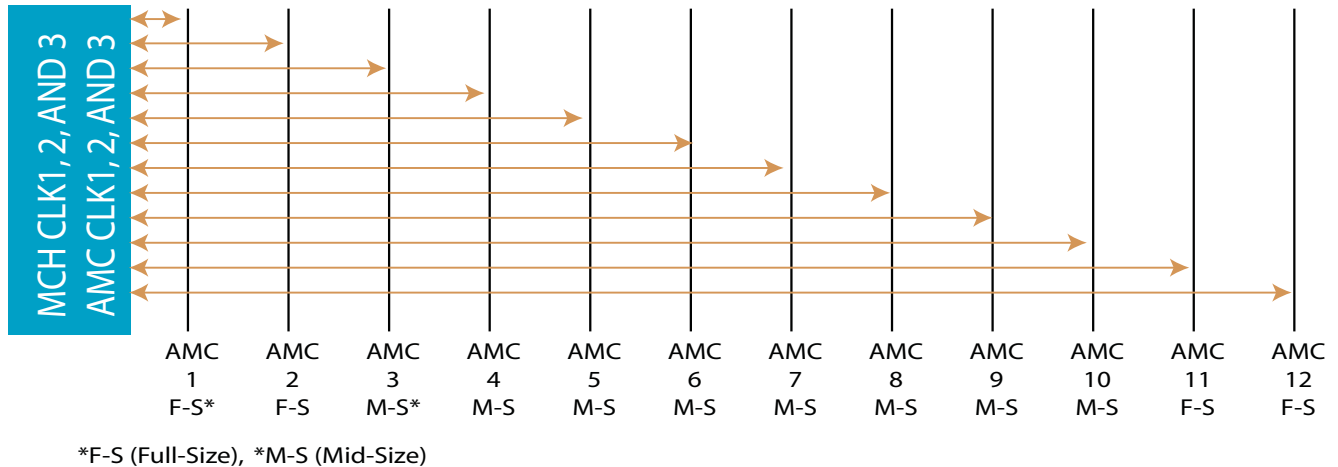 MCH CLK1, 2, AND 3
AMC CLK1, 2, AND 3
AMC AMC AMC AMC AMC AMC AMC AMC AMC AMC AMC AMC
1 2 3 4 5 6 7 8 9 10 11 12
F-S* F-S M-S* M-S M-S M-S M-S M-S M-S M-S F-S F-S
*F-S (Full-Size), *M-S (Mid-Size)